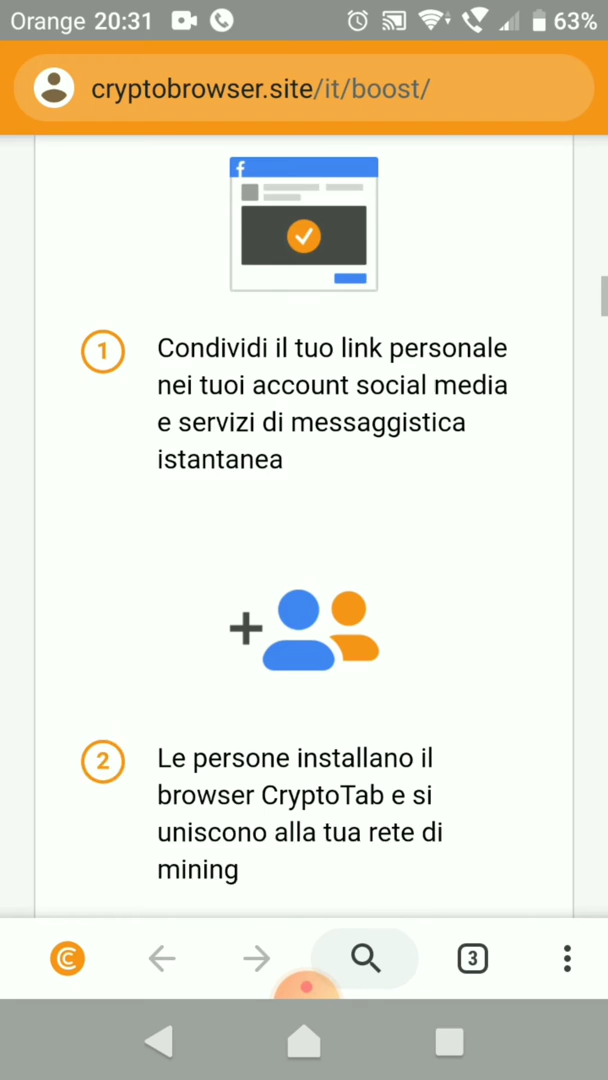 Orange 20:31 63%
cryptobrowser.site/it/boost/
f
1 Condividi il tuo link personale
nei tuoi account social media
e servizi di messaggistica
istantanea
2 Le persone installano il
browser CryptoTab e si
uniscono alla tua rete di
mining
C
3